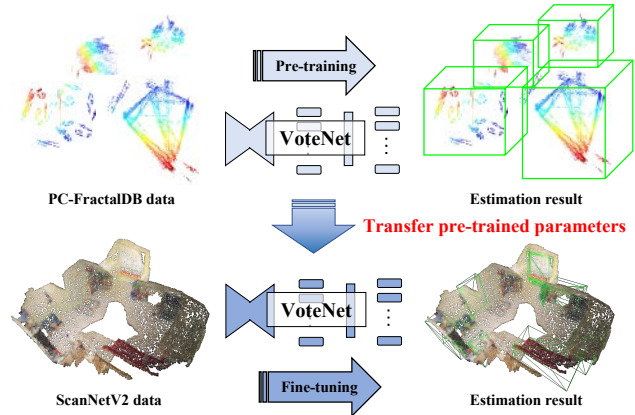 Pre-training
VoteNet
PC-FractalDB data
Estimation result
Transfer pre-trained parameters
VoteNet
Fine-tuning
ScanNetV2 data
Estimation result